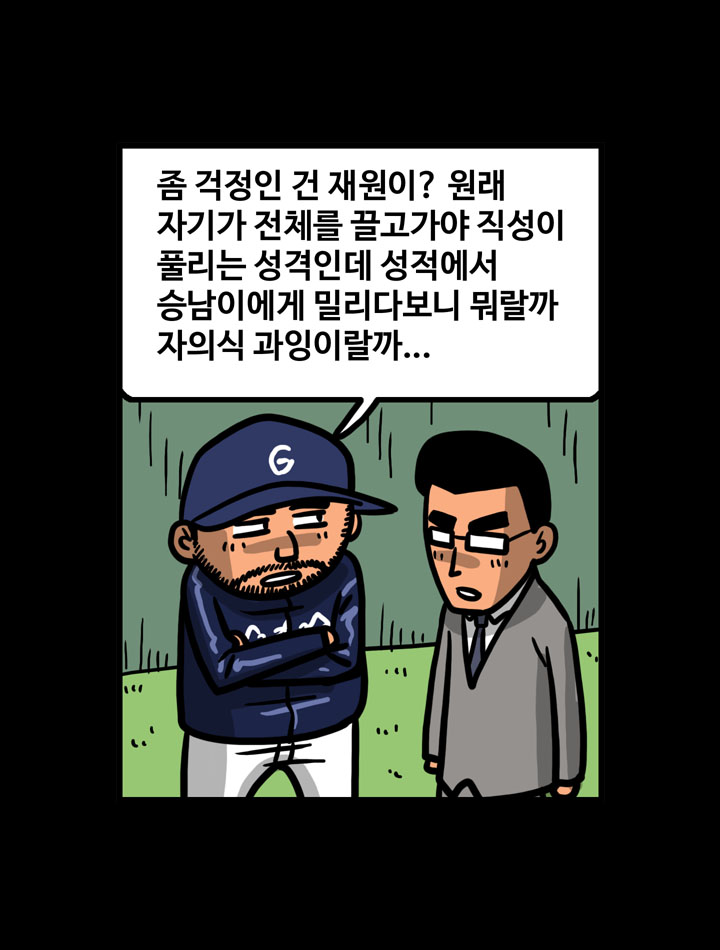 좀 걱정인 건 재원이? 원래
자기가 전체를 끌고가야 직성이
풀리는 성격인데 성적에서
승남이에게 밀리다보니 뭐랄까
자의식 과잉이랄까...
G